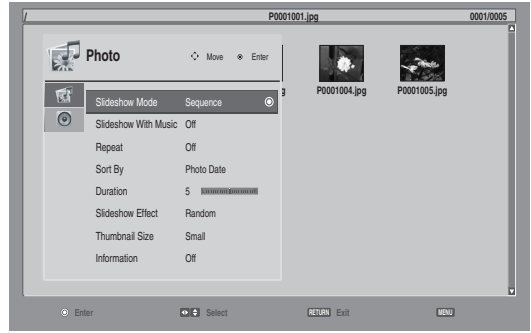 / P0001001.jpg 0001/0005
Photo Move Enter
g P0001004.jpg P0001005.jpg
Slideshow Mode Sequence
Slideshow With Music Off
Repeat Off
Sort By Photo Date
Duration 5
Slideshow Effect Random
Thumbnail Size Small
Information Off
Enter Select RETURN Exit MENU